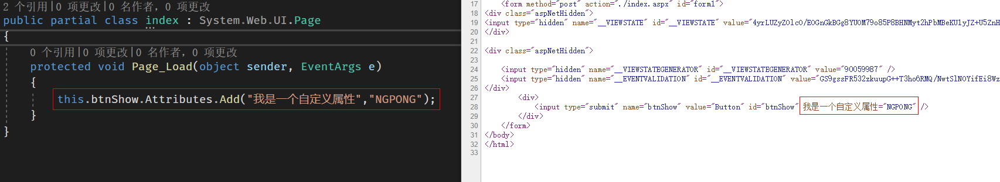 2 个引用|0 项更改|0 名作者, 0 项更改
public partial class index : System.Web.UI.Page
{
0 个引用|0 项更改|0 名作者, 0 项更改
protected void Page_Load(object sender, EventArgs e)
{
this.btnShow.Attributes.Add("我是一个自定义属性","NGPONG");
}
}
17 <form method="post" action="./index.aspx" id="form1">
18 <div class="aspNetHidden">
19 <input type="hidden" name="__VIEWSTATE" id="__VIEWSTATE" value="4yrLUZyZOlcO/EOGnGkBGg8YUOM79o85P8BHNMyt2hPbMBeKUlyJZ+U5ZnH
20 </div>
21
22 <div class="aspNetHidden">
23
24 <input type="hidden" name="__VIEWSTATEGENERATOR" id="__VIEWSTATEGENERATOR" value="90059987" />
25 <input type="hidden" name="__EVENTVALIDATION" id="__EVENTVALIDATION" value="GS9gssFR532zkuupG++T3ho6RMQ/NwtSlNOYifEi8Wz
26 </div>
27 <div>
28 <input type="submit" name="btnShow" value="Button" id="btnShow" 我是一个自定义属性="NGPONG" />
29 </div>
30 </form>
31 </body>
32 </html>
33